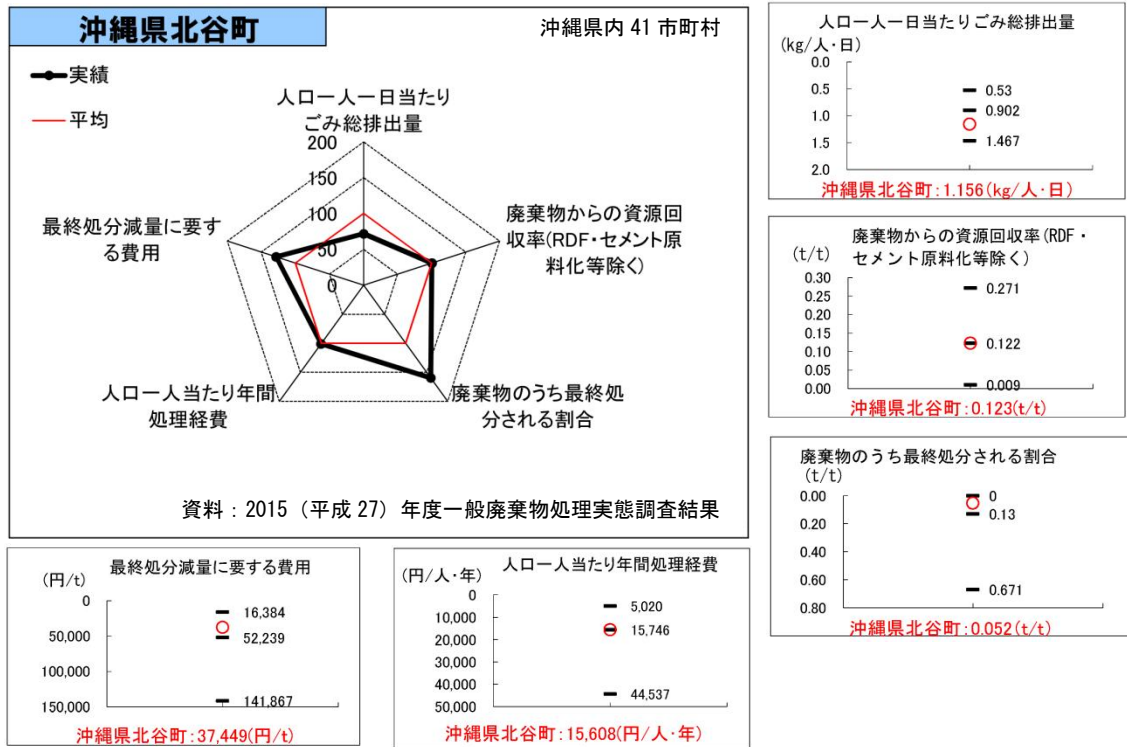 沖縄県北谷町
沖縄県内 41 市町村
実績
平均
人口一人一日当たり
ごみ総排出量
200
150
100
50
0
廃棄物からの資源回
収率(RDF・セメント原
料化等除く)
廃棄物のうち最終処
分される割合
人口一人当たり年間
処理経費
最終処分減量に要す
る費用
資料：2015（平成 27）年度一般廃棄物処理実態調査結果
人口一人一日当たりごみ総排出量
(kg/人・日)
0.0
0.5
1.0
1.5
2.0
0.53
0.902
1.467
沖縄県北谷町:1.156(kg/人・日)
廃棄物からの資源回収率(RDF・
セメント原料化等除く)
(t/t)
0.30
0.25
0.20
0.15
0.10
0.05
0.00
0.271
0.122
0.009
沖縄県北谷町:0.123(t/t)
廃棄物のうち最終処分される割合
(t/t)
0.00
0.20
0.40
0.60
0.80
0
0.13
0.671
沖縄県北谷町:0.052(t/t)
最終処分減量に要する費用
(円/t)
0
50,000
100,000
150,000
16,384
52,239
141,867
沖縄県北谷町:37,449(円/t)
人口一人当たり年間処理経費
(円/人・年)
0
10,000
20,000
30,000
40,000
50,000
5,020
15,746
44,537
沖縄県北谷町:15,608(円/人・年)